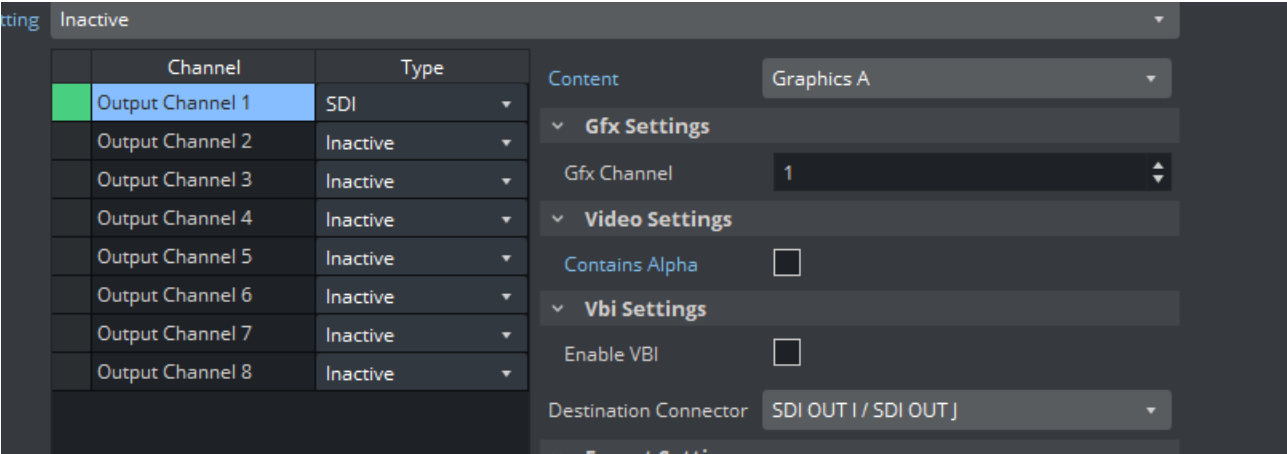 tting Inactive
Channel Type
Output Channel 1 SDI
Output Channel 2 Inactive
Output Channel 3 Inactive
Output Channel 4 Inactive
Output Channel 5 Inactive
Output Channel 6 Inactive
Output Channel 7 Inactive
Output Channel 8 Inactive
Content Graphics A
Gfx Settings
Gfx Channel 1
Video Settings
Contains Alpha
Vbi Settings
Enable VBI
Destination Connector SDI OUT I / SDI OUT J